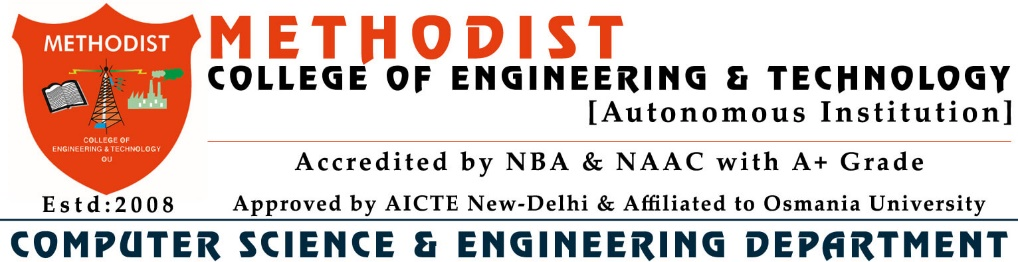 METHODIST
COLLEGE OF
ENGINEERING & TECHNOLOGY
OU
Estd:2008
METHODIST
COLLEGE OF ENGINEERING & TECHNOLOGY
[Autonomous Institution]
Accredited by NBA & NAAC with A+ Grade
Approved by AICTE New-Delhi & Affiliated to Osmania University
COMPUTER SCIENCE & ENGINEERING DEPARTMENT